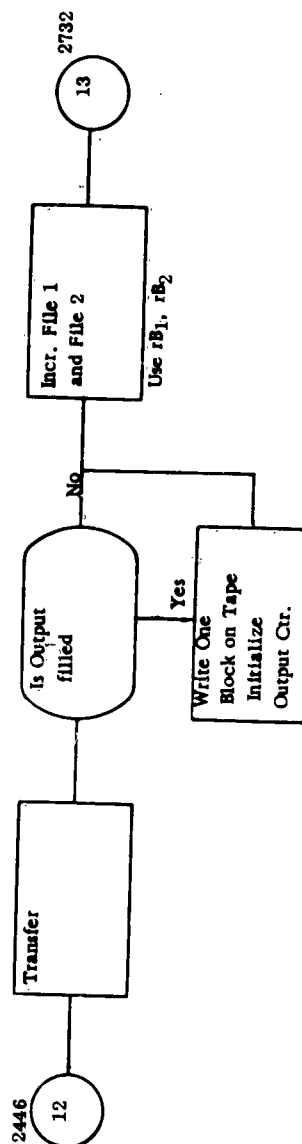 2446
12
Transfer
Is Output
filled
No
Yes
Write One
Block on Tape
Initialize
Output Ctr.
Incr. File 1
and File 2
Use rB₁, rB₂
2732
13